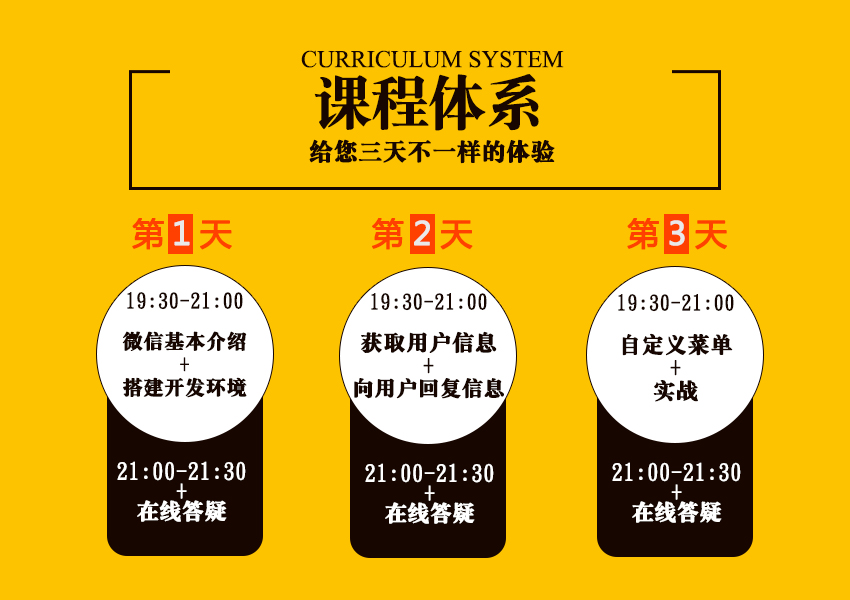 CURRICULUM SYSTEM
课程体系
给您三天不一样的体验
第1天
19:30-21:00
微信基本介绍
+
搭建开发环境
21:00-21:30
+
在线答疑
第2天
19:30-21:00
获取用户信息
+
向用户回复信息
21:00-21:30
+
在线答疑
第3天
19:30-21:00
自定义菜单
+
实战
21:00-21:30
+
在线答疑